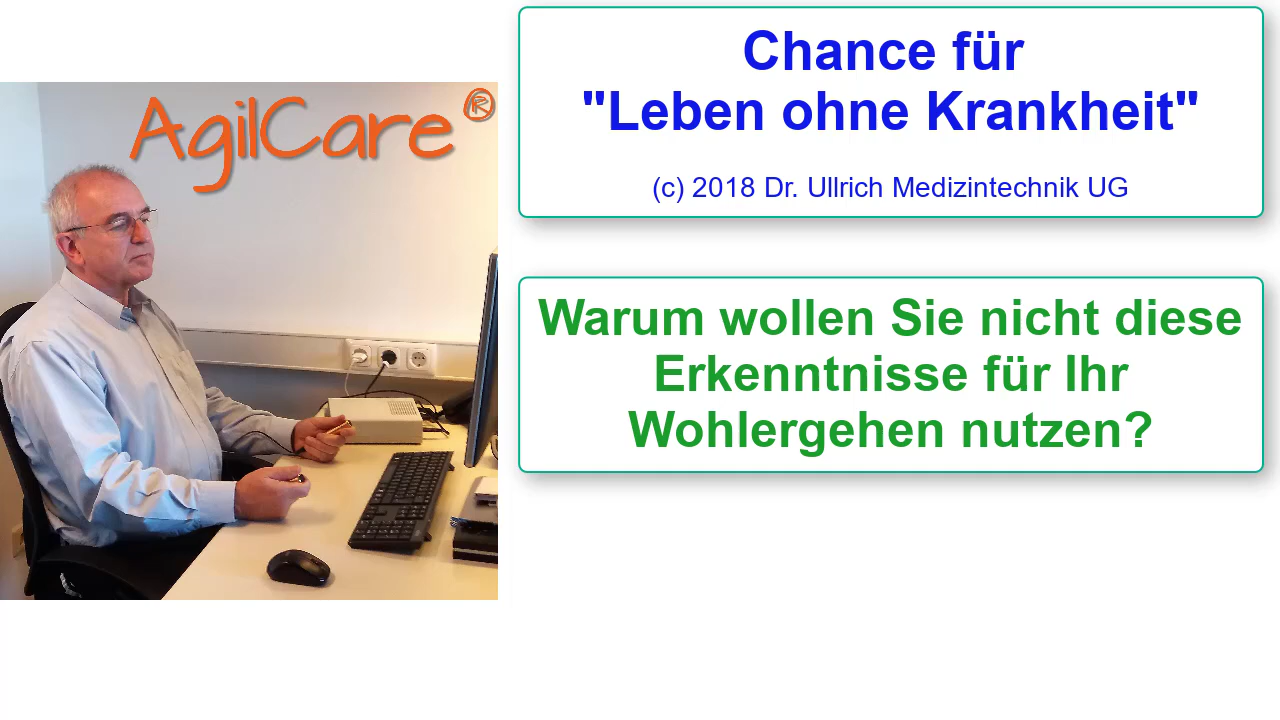 AgilCare®
Chance für
"Leben ohne Krankheit"
(c) 2018 Dr. Ullrich Medizintechnik UG
Warum wollen Sie nicht diese
Erkenntnisse für Ihr
Wohlergehen nutzen?